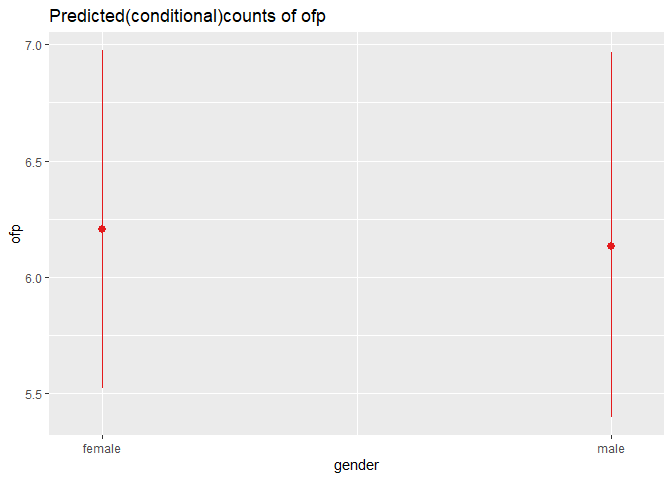 Predicted(conditional)counts of ofp
7.0
6.5
6.0
5.5
ofp
female
male
gender